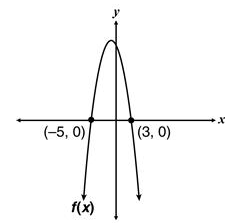 y
x
(–5, 0) (3, 0)
f(x)